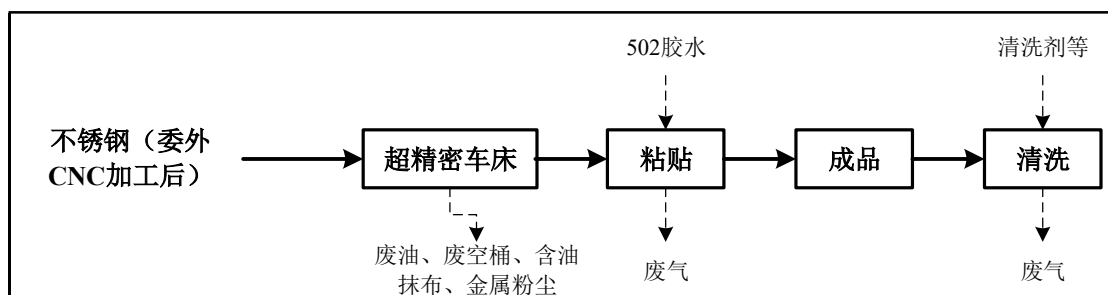 502胶水
清洗剂等
不锈钢（委外
CNC加工后）
超精密车床
粘贴
成品
清洗
废油、废空桶、含油
抹布、金属粉尘
废气
废气